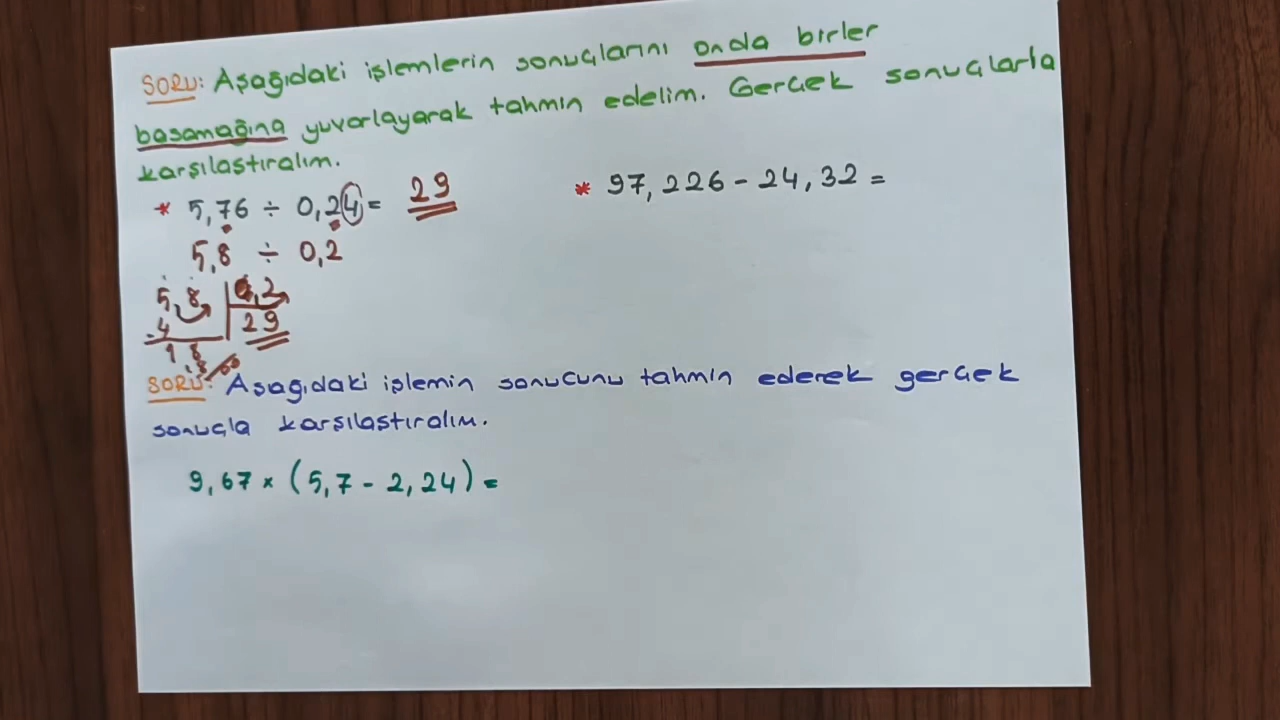 SORU: Aşağıdaki işlemlerin sonuçlarını onda birler
basamağına yuvarlayarak tahmin edelim. Gerçek sonuçlarla
karşılaştıralım.
* 5,76 ÷ 0,24 = 29
* 97,226 - 24,32 =
5,8 ÷ 0,2
5,8 0,2
- 4 29
18
SORU: Aşağıdaki işlemin sonucunu tahmin ederek gerçek
sonuçla karşılaştıralım.
9,67 × (5,7 - 2,24) =